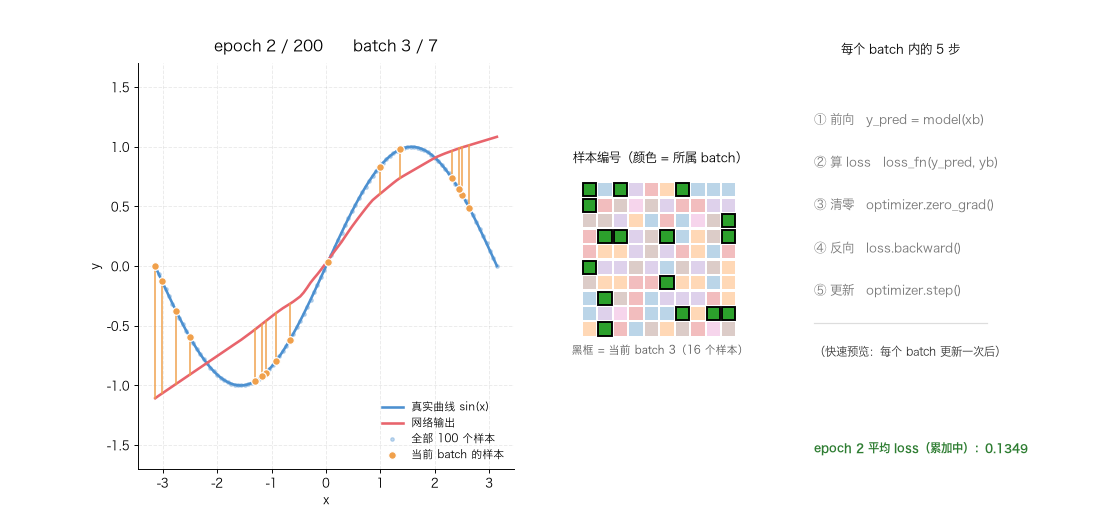 epoch 2 / 200 batch 3 / 7
1.5
1.0
0.5
0.0
-0.5
-1.0
-1.5
y
-3 -2 -1 0 1 2 3
x
真实曲线 sin(x)
网络输出
全部 100 个样本
当前 batch 的样本
样本编号（颜色 = 所属 batch）
黑框 = 当前 batch 3（16 个样本）
每个 batch 内的 5 步
① 前向 y_pred = model(xb)
② 算 loss loss_fn(y_pred, yb)
③ 清零 optimizer.zero_grad()
④ 反向 loss.backward()
⑤ 更新 optimizer.step()
（快速预览：每个 batch 更新一次后）
epoch 2 平均 loss（累加中）：0.1349